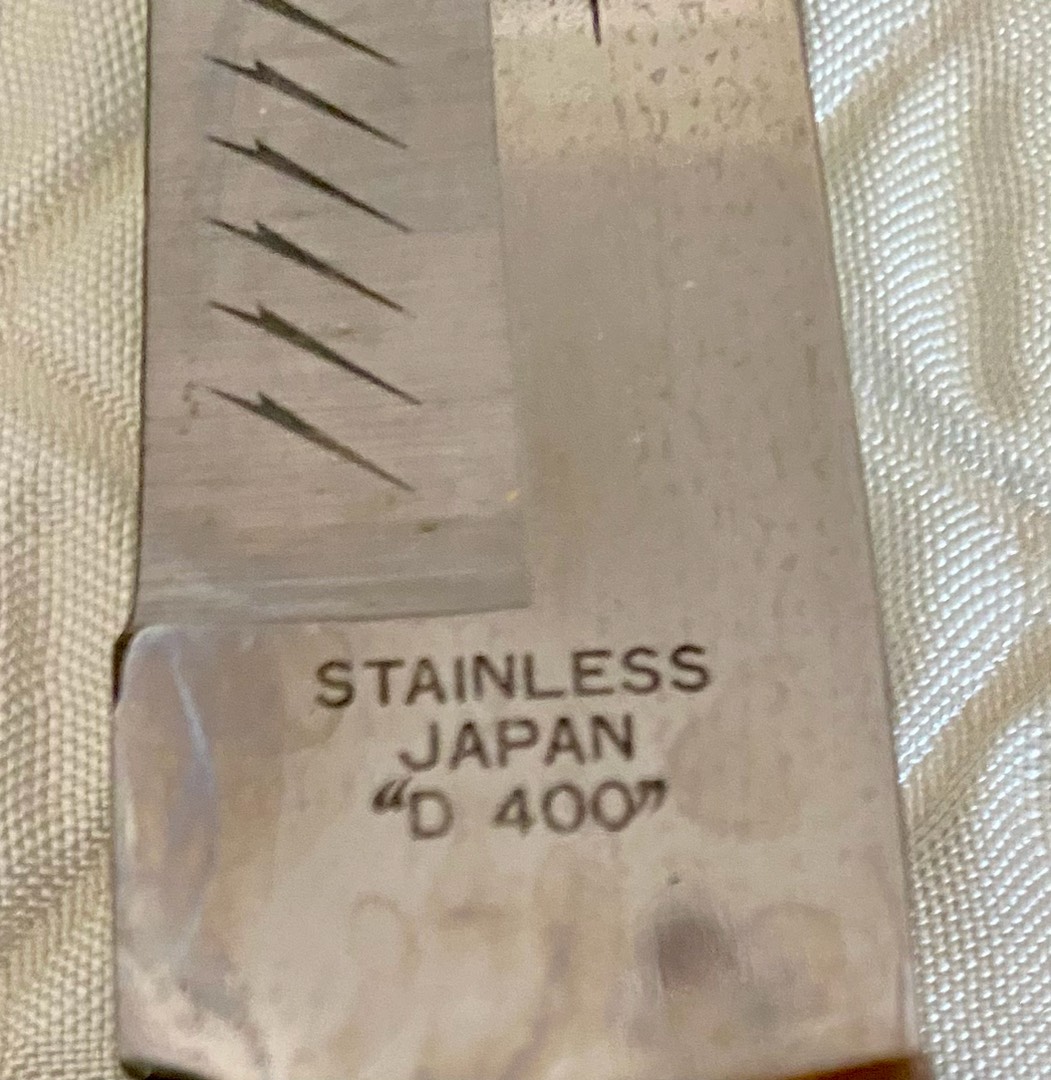 STAINLESS
JAPAN
“D 400”